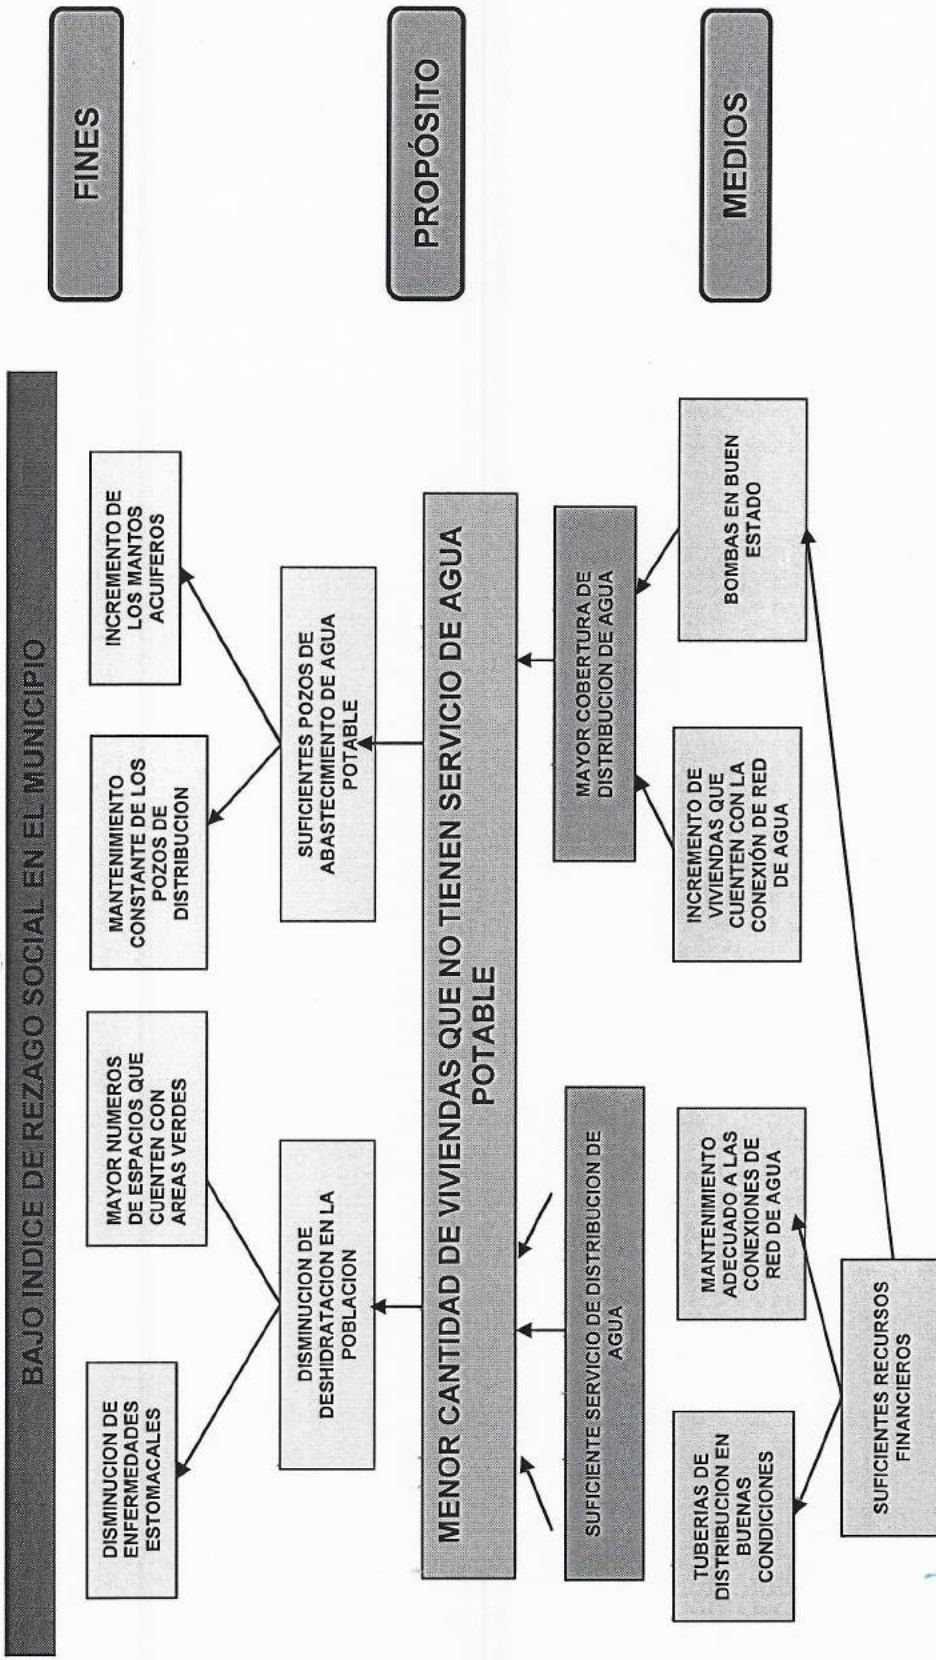 BAJO INDICE DE REZAGO SOCIAL EN EL MUNICIPIO
FINES
DISMINUCION DE
ENFERMEDADES
ESTOMACALES
MAYOR NUMEROS
DE ESPACIOS QUE
CUENTEN CON
AREAS VERDES
MANTENIMIENTO
CONSTANTE DE LOS
POZOS DE
DISTRIBUCION
INCREMENTO DE
LOS MANTOS
ACUIFEROS
DISMINUCION DE
DESHIDRATACION EN LA
POBLACION
SUFICIENTES POZOS DE
ABASTECIMIENTO DE AGUA
POTABLE
MENOR CANTIDAD DE VIVIENDAS QUE NO TIENEN SERVICIO DE AGUA
POTABLE
PROPÓSITO
SUFICIENTE SERVICIO DE DISTRIBUCION DE
AGUA
MAYOR COBERTURA DE
DISTRIBUCION DE AGUA
TUBERIAS DE
DISTRIBUCION EN
BUENAS
CONDICIONES
MANTENIMIENTO
ADECUADO A LAS
CONEXIONES DE
RED DE AGUA
INCREMENTO DE
VIVIENDAS QUE
CUENTEN CON LA
CONEXIÓN DE RED
DE AGUA
BOMBAS EN BUEN
ESTADO
MEDIOS
SUFICIENTES RECURSOS
FINANCIEROS